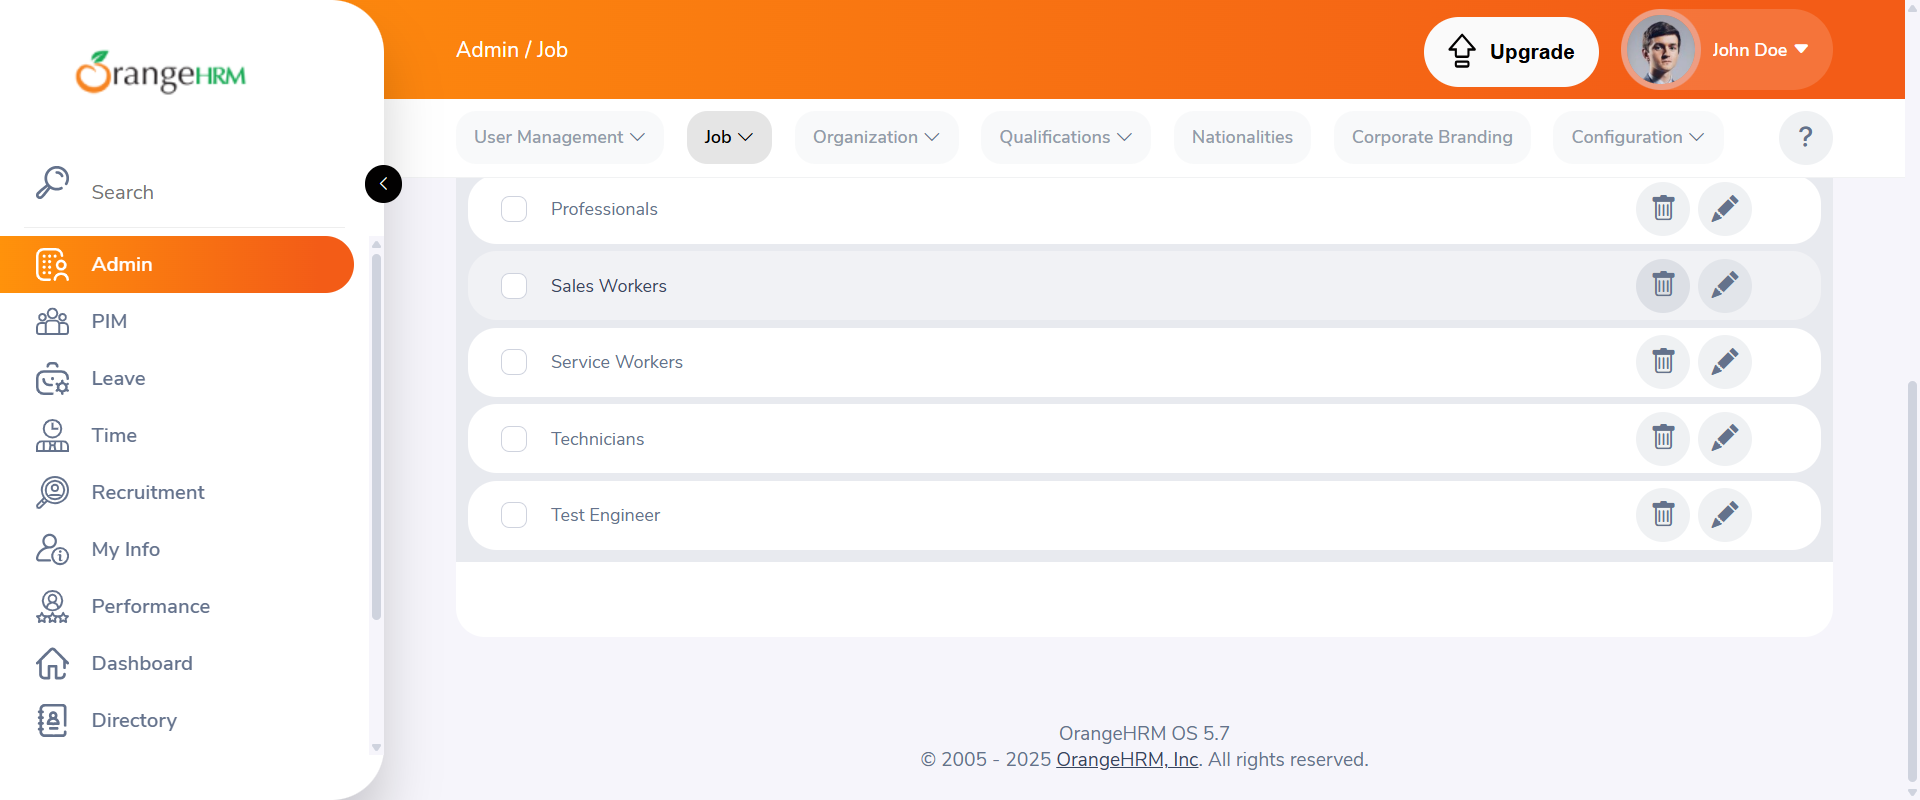 OrangeHRM
Admin / Job
Upgrade
John Doe
User Management
Job
Organization
Qualifications
Nationalities
Corporate Branding
Configuration
?
Search
Admin
PIM
Leave
Time
Recruitment
My Info
Performance
Dashboard
Directory
Professionals
Sales Workers
Service Workers
Technicians
Test Engineer
OrangeHRM OS 5.7
© 2005 - 2025 OrangeHRM, Inc. All rights reserved.